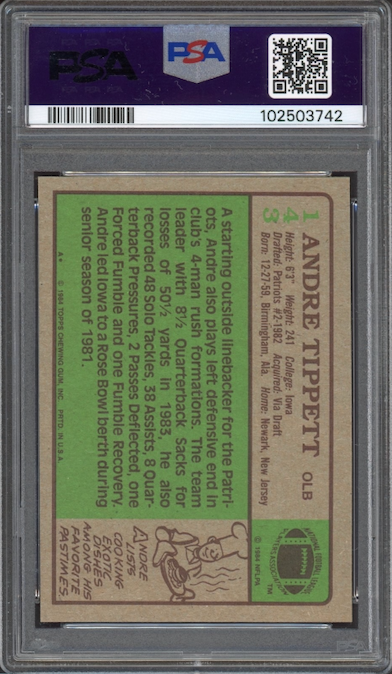 PSA
PSA
102503742
143
ANDRE TIPPETT OLB
Height: 6'3" Weight: 241 College: Iowa
Drafted: Patriots #2-1982 Acquired: Via Draft
Born: 12-27-59, Birmingham, Ala. Home: Newark, New Jersey
A starting outside linebacker for the Patri-
ots, Andre also plays left defensive end in
club's 4-man rush formations. The team
leader with 8½ Quarterback Sacks for
losses of 50½ yards in 1983, he also
recorded 48 Solo Tackles, 38 Assists, 8 Quar-
terback Pressures, 2 Passes Deflected, one
Forced Fumble and one Fumble Recovery.
Andre led Iowa to a Rose Bowl berth during
senior season of 1981.
A* © 1984 TOPPS CHEWING GUM, INC. PRTD. IN U.S.A.
NATIONAL FOOTBALL LEAGUE
TM
© 1984 NFLPA
ANDRE
LISTS
COOKING
EXOTIC
DISHES
AMONG HIS
FAVORITE
PASTIMES.